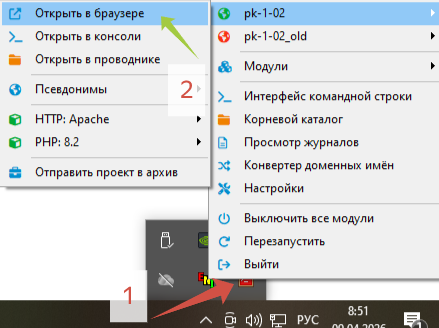 Открыть в браузере
Открыть в консоли
Открыть в проводнике
Псевдонимы
2
HTTP: Apache
PHP: 8.2
Отправить проект в архив
pk-1-02
pk-1-02_old
Модули
Интерфейс командной строки
Корневой каталог
Просмотр журналов
Конвертер доменных имён
Настройки
Выключить все модули
Перезапустить
Выйти
1
РУС
8:51
09.04.2026